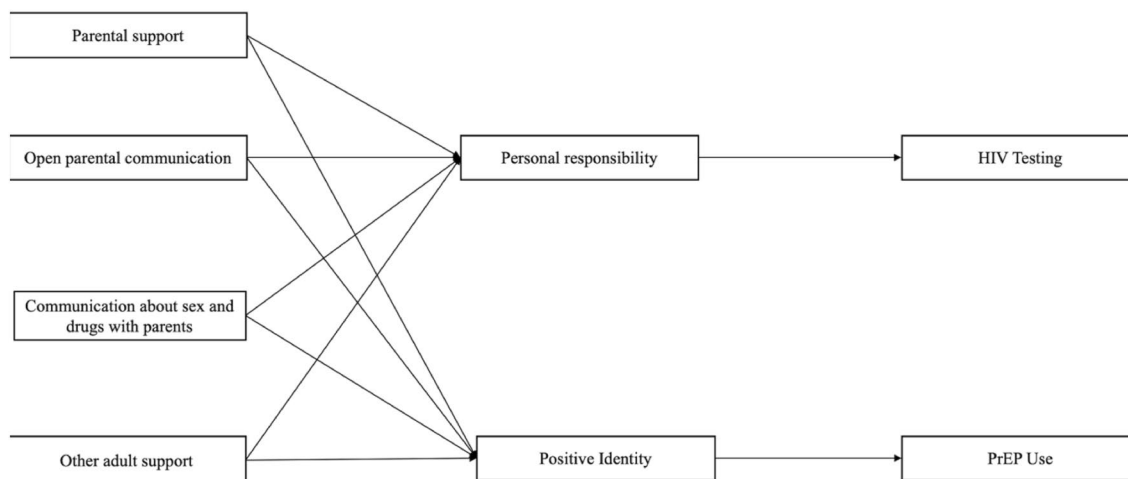 Parental support
Open parental communication
Personal responsibility
HIV Testing
Communication about sex and
drugs with parents
Other adult support
Positive Identity
PrEP Use